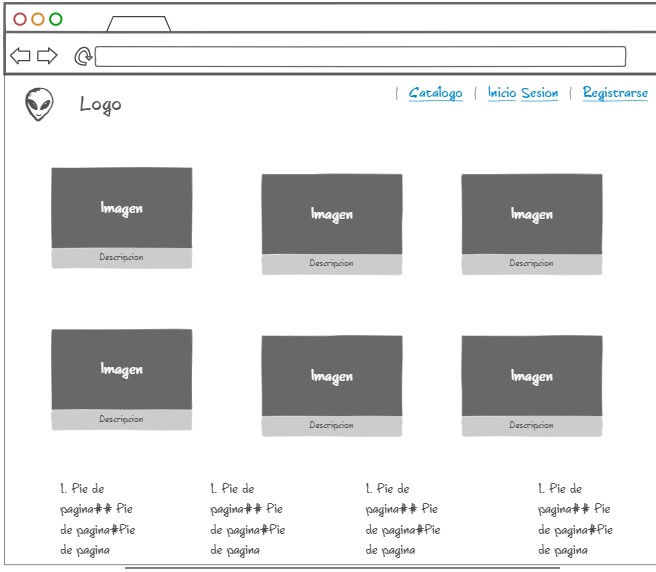 Logo
| Catalogo | Inicio Sesion | Registrarse
Imagen
Descripcion
Imagen
Descripcion
Imagen
Descripcion
Imagen
Descripcion
Imagen
Descripcion
Imagen
Descripcion
1. Pie de
pagina## Pie
de pagina#Pie
de pagina
1. Pie de
pagina## Pie
de pagina#Pie
de pagina
1. Pie de
pagina## Pie
de pagina#Pie
de pagina
1. Pie de
pagina## Pie
de pagina#Pie
de pagina